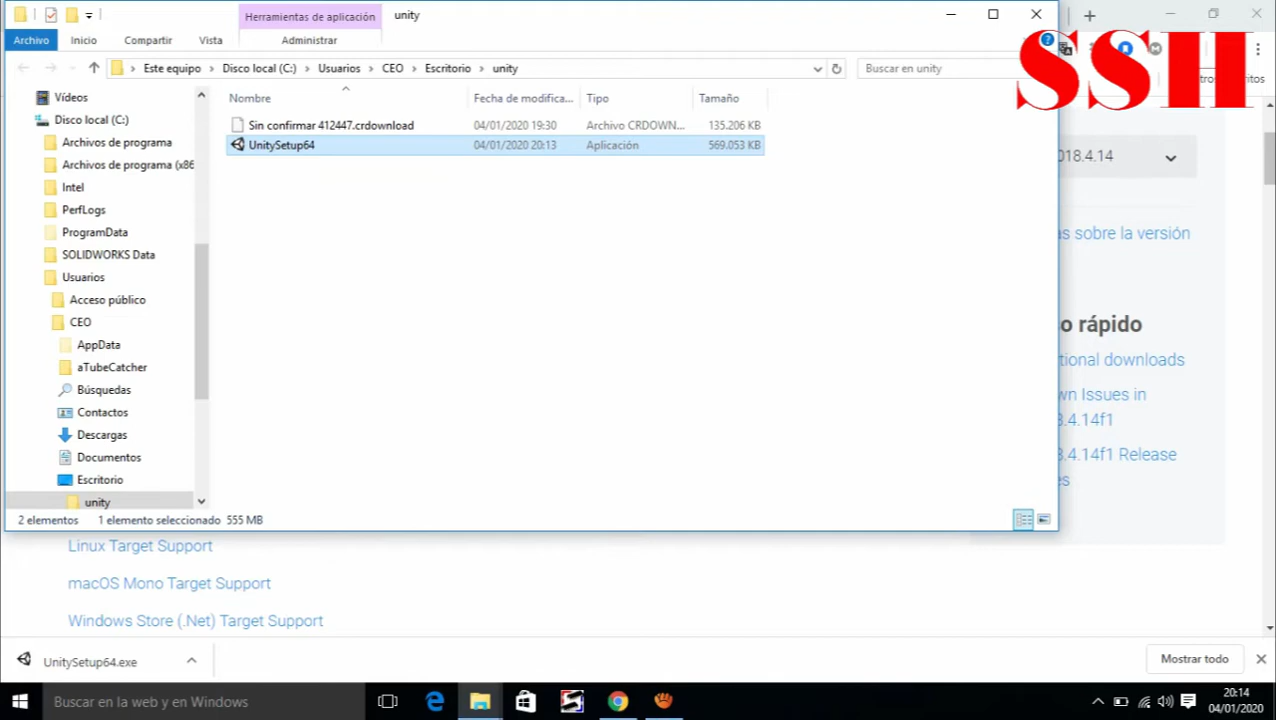 Herramientas de aplicación
unity
SSH
Archivo
Inicio
Compartir
Vista
Administrar
Este equipo
Disco local (C:)
Usuarios
CEO
Escritorio
unity
Buscar en unity
Nombre
Fecha de modifica...
Tipo
Tamaño
Sin confirmar 412447.crdownload
04/01/2020 19:30
Archivo CRDOWN...
135.206 KB
UnitySetup64
04/01/2020 20:13
Aplicación
569.053 KB
Vídeos
Disco local (C:)
Archivos de programa
Archivos de programa (x86
Intel
PerfLogs
ProgramData
SOLIDWORKS Data
Usuarios
Acceso público
CEO
AppData
aTubeCatcher
Búsquedas
Contactos
Descargas
Documentos
Escritorio
unity
2 elementos
1 elemento seleccionado 555 MB
018.4.14
as sobre la versión
o rápido
tional downloads
wn Issues in
3.4.14f1
3.4.14f1 Release
es
Linux Target Support
macOS Mono Target Support
Windows Store (.Net) Target Support
UnitySetup64.exe
Mostrar todo
Buscar en la web y en Windows
20:14
04/01/2020